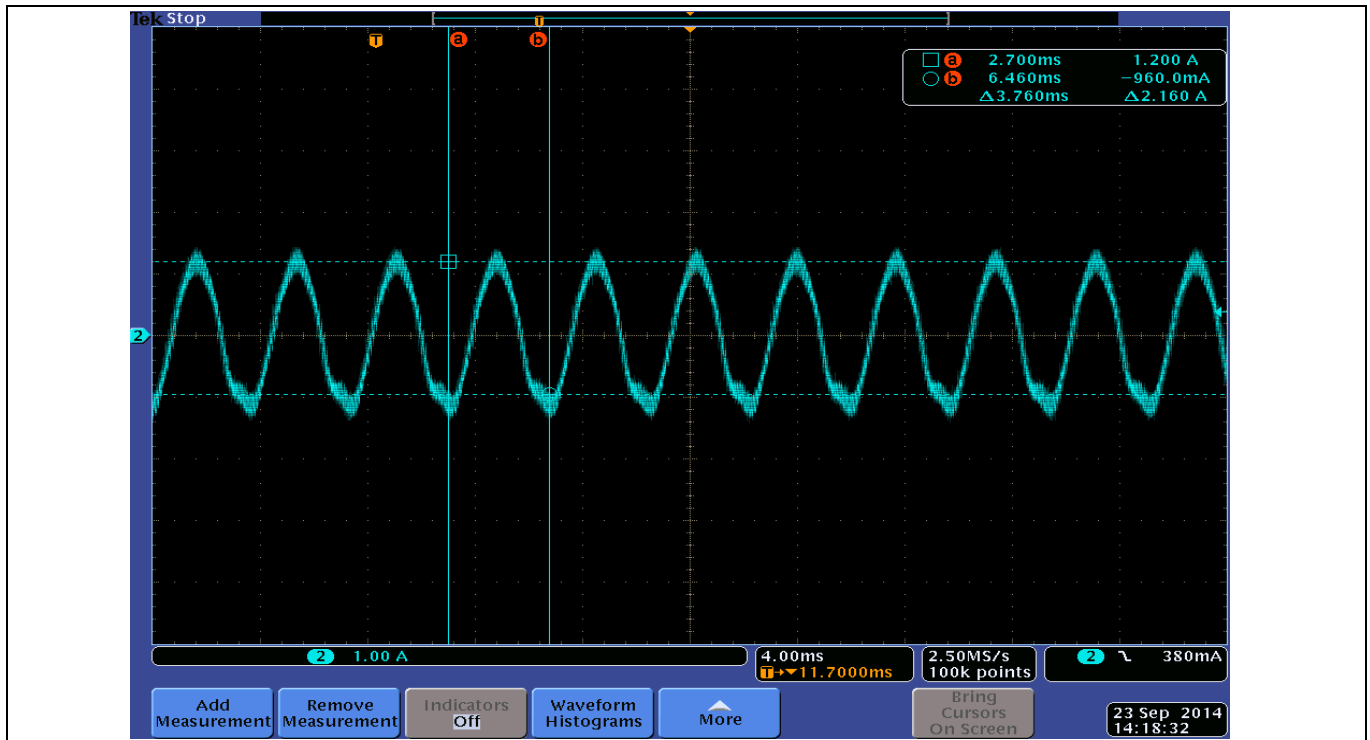 Tek Stop
T
T a b
a 2.700ms 1.200 A
b 6.460ms −960.0mA
Δ3.760ms Δ2.160 A
2
2 1.00 A
4.00ms
T→▼11.7000ms
2.50MS/s
100k points
2 ㄟ 380mA
Add
Measurement
Remove
Measurement
Indicators
Off
Waveform
Histograms
More
Bring
Cursors
On Screen
23 Sep 2014
14:18:32